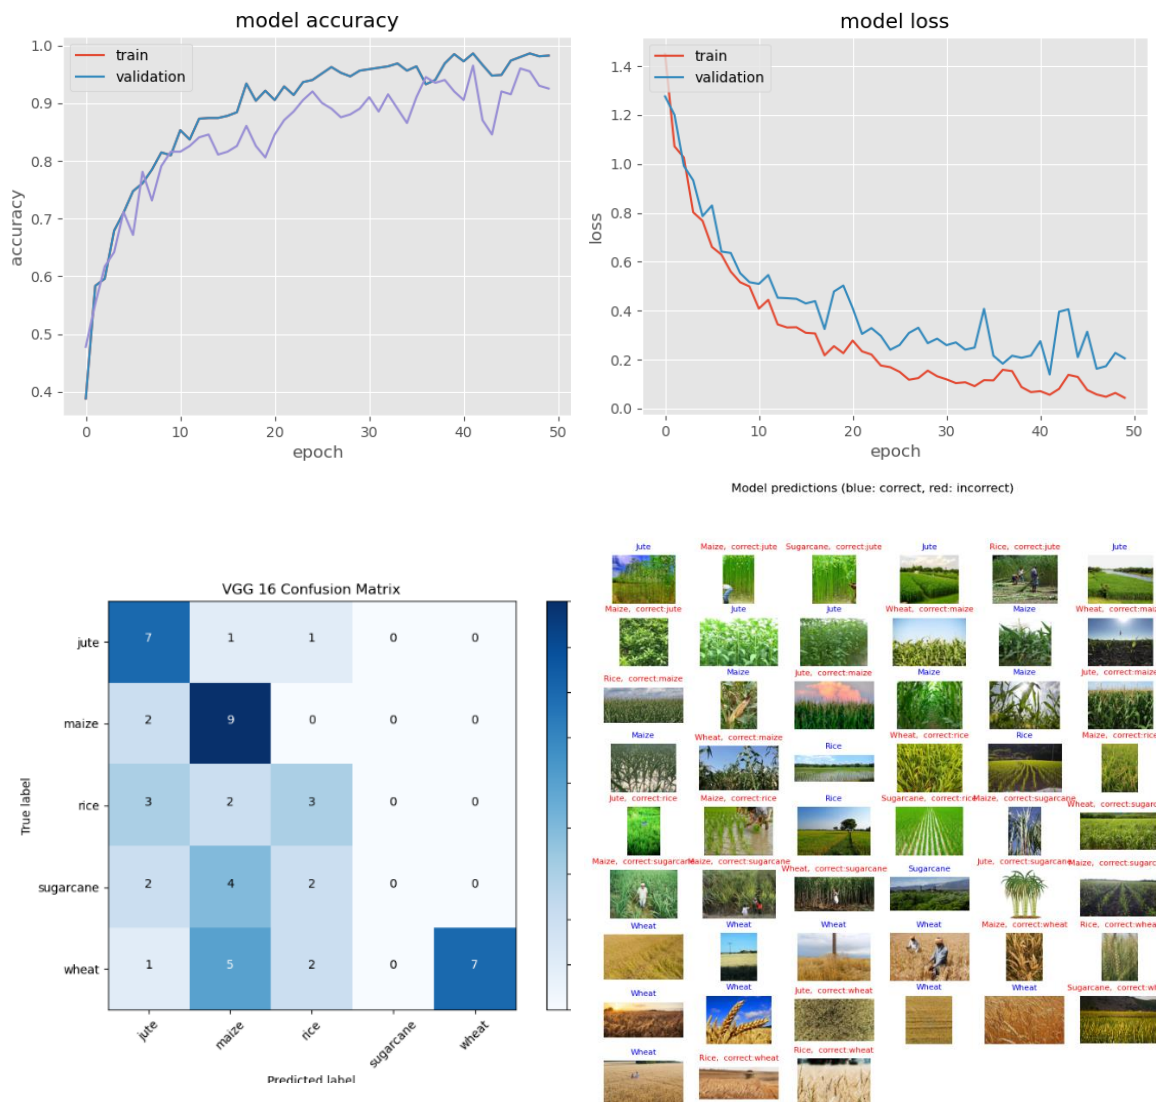 model accuracy
train
validation
1.0
0.9
0.8
0.7
0.6
0.5
0.4
accuracy
0 10 20 30 40 50
epoch
model loss
train
validation
1.4
1.2
1.0
0.8
0.6
0.4
0.2
0.0
loss
0 10 20 30 40 50
epoch
VGG 16 Confusion Matrix
True label
jute 7 1 1 0 0
maize 2 9 0 0 0
rice 3 2 3 0 0
sugarcane 2 4 2 0 0
wheat 1 5 2 0 7
jute maize rice sugarcane wheat
Predicted label
Model predictions (blue: correct, red: incorrect)
Jute Maize, correct:jute Sugarcane, correct:jute Jute Rice, correct:jute Jute
Maize, correct:jute Jute Jute Wheat, correct:maize Maize Wheat, correct:maiz
Rice, correct:maize Maize Jute, correct:maize Maize Maize Jute, correct:maize
Maize Wheat, correct:maize Rice Wheat, correct:rice Rice Maize, correct:rice
Jute, correct:rice Maize, correct:rice Rice Sugarcane, correct:rice Maize, correct:sugarcane Wheat, correct:sugarc
Maize, correct:sugarcane Maize, correct:sugarcane Wheat, correct:sugarcane Sugarcane Jute, correct:sugarcane Maize, correct:sugarc
Wheat Wheat Wheat Wheat Maize, correct:wheat Rice, correct:wheat
Wheat Wheat Jute, correct:wheat Wheat Wheat Sugarcane, correct:wh
Wheat Rice, correct:wheat Rice, correct:wheat